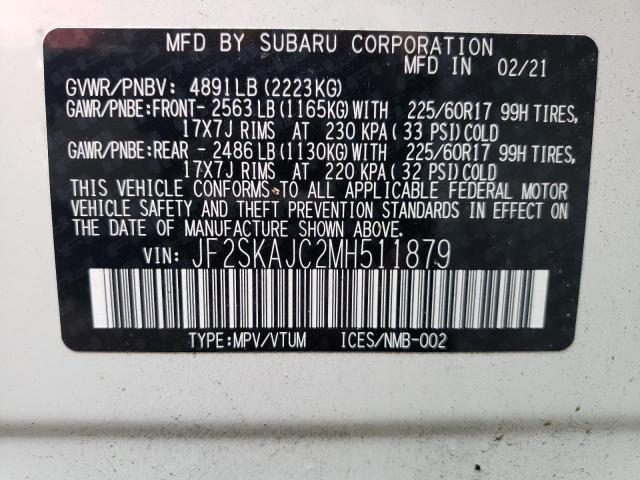 MFD BY SUBARU CORPORATION
MFD IN 02/21
GVWR/PNBV: 4891LB (2223KG)
GAWR/PNBE:FRONT- 2563LB (1165KG)WITH 225/60R17 99H TIRES,
17X7J RIMS AT 230 KPA (33 PSI)COLD
GAWR/PNBE:REAR - 2486LB (1130KG)WITH 225/60R17 99H TIRES,
17X7J RIMS AT 220 KPA (32 PSI)COLD
THIS VEHICLE CONFORMS TO ALL APPLICABLE FEDERAL MOTOR
VEHICLE SAFETY AND THEFT PREVENTION STANDARDS IN EFFECT
ON THE DATE OF MANUFACTURE SHOWN ABOVE.
VIN: JF2SKAJC2MH511879
TYPE:MPV/VTUM ICES/NMB-002